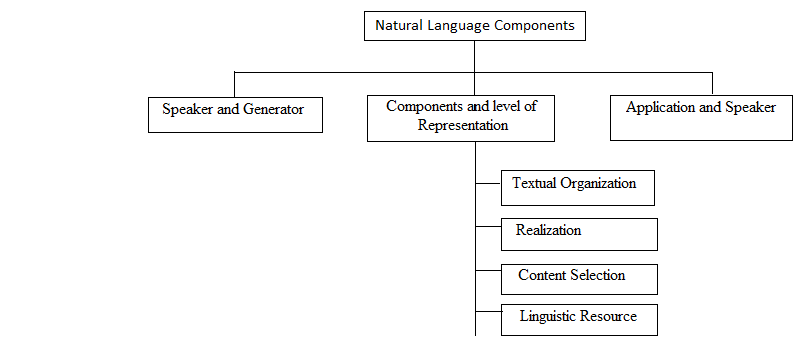 Natural Language Components
Speaker and Generator
Components and level of
Representation
Application and Speaker
Textual Organization
Realization
Content Selection
Linguistic Resource